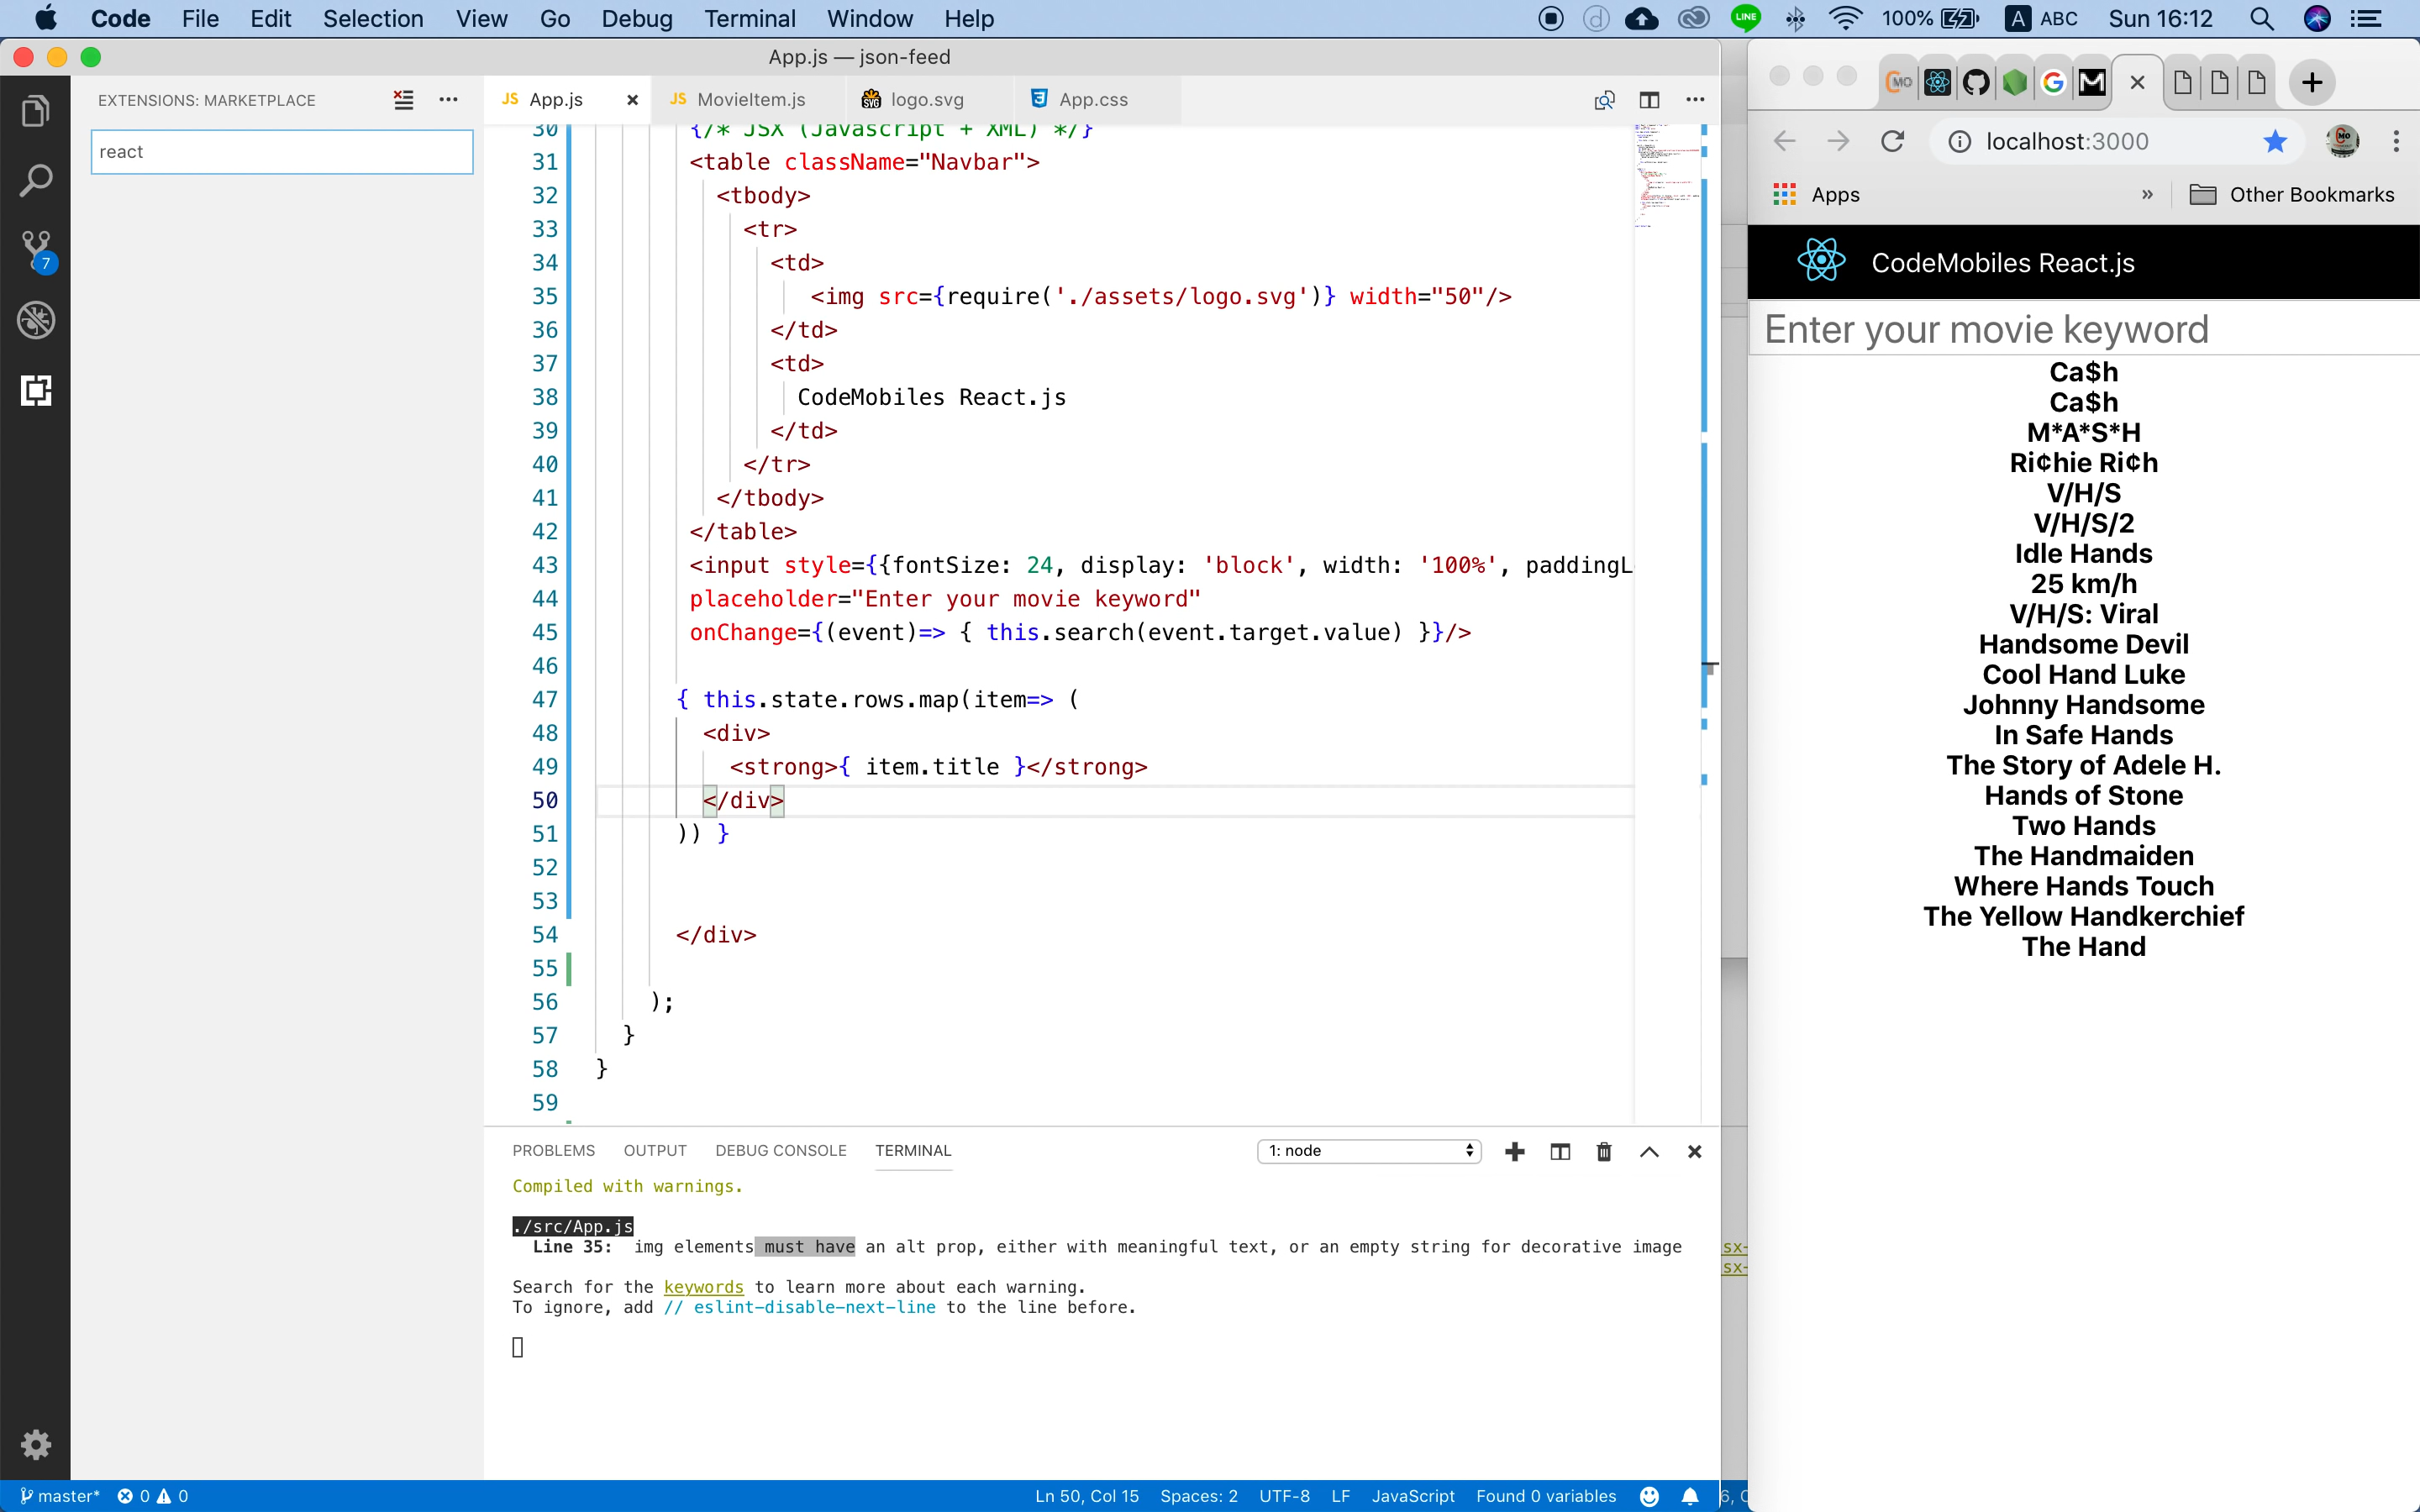 Code File Edit Selection View Go Debug Terminal Window Help
LINE 100% A ABC Sun 16:12
App.js — json-feed
EXTENSIONS: MARKETPLACE
react
7
JS App.js
JS MovieItem.js
SVG logo.svg
App.css
30 {/* JSX (Javascript + XML) */}
31 <table className="Navbar">
32 <tbody>
33 <tr>
34 <td>
35 <img src={require('./assets/logo.svg')} width="50"/>
36 </td>
37 <td>
38 CodeMobiles React.js
39 </td>
40 </tr>
41 </tbody>
42 </table>
43 <input style={{fontSize: 24, display: 'block', width: '100%', paddingL
44 placeholder="Enter your movie keyword"
45 onChange={(event)=> { this.search(event.target.value) }}/>
46
47 { this.state.rows.map(item=> (
48 <div>
49 <strong>{ item.title }</strong>
50 </div>
51 )) }
52
53
54 </div>
55
56 );
57 }
58 }
59
PROBLEMS OUTPUT DEBUG CONSOLE TERMINAL 1: node
Compiled with warnings.
./src/App.js
Line 35: img elements must have an alt prop, either with meaningful text, or an empty string for decorative image
Search for the keywords to learn more about each warning.
To ignore, add // eslint-disable-next-line to the line before.
master* 0 0 Ln 50, Col 15 Spaces: 2 UTF-8 LF JavaScript Found 0 variables
localhost:3000
Apps » Other Bookmarks
CodeMobiles React.js
Enter your movie keyword
Ca$h
Ca$h
M*A*S*H
Ri¢hie Ri¢h
V/H/S
V/H/S/2
Idle Hands
25 km/h
V/H/S: Viral
Handsome Devil
Cool Hand Luke
Johnny Handsome
In Safe Hands
The Story of Adele H.
Hands of Stone
Two Hands
The Handmaiden
Where Hands Touch
The Yellow Handkerchief
The Hand
sx-
sx-